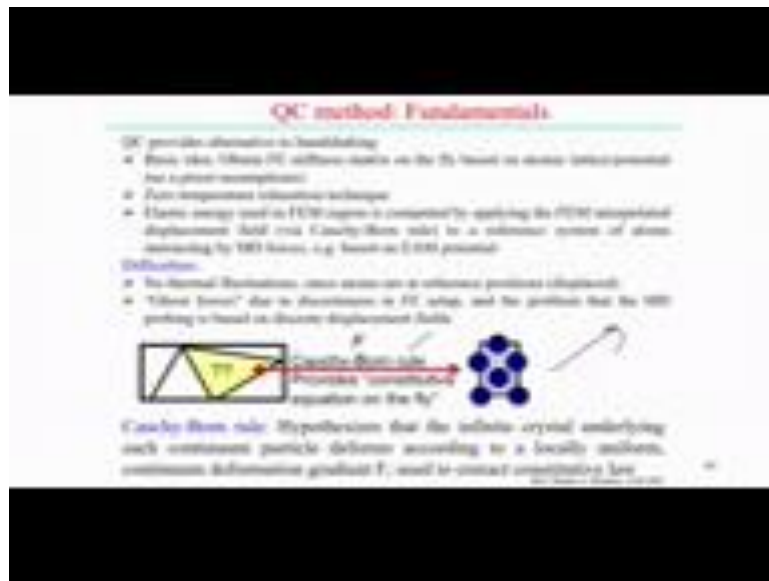 QC method: Fundamentals
QC provides alternative to handshaking
Basic idea: Obtain FE stiffness matrix on the fly based on atomic lattice/potential
(no a priori assumptions)
Zero temperature relaxation technique
Elastic energy used in FEM region is computed by applying the FEM interpolated
displacement field (via Cauchy-Born rule) to a reference system of atoms
interacting by MD forces, e.g. based on EAM potential
Difficulties:
No thermal fluctuations, since atoms are at reference positions (displaced)
"Ghost forces" due to discreteness in FE setup, and the problem that the MD
probing is based on discrete displacement fields
F
??
Cauchy-Born rule
Provides "constitutive
equation on the fly"
Cauchy-Born rule: Hypothesizes that the infinite crystal underlying
each continuum particle deforms according to a locally uniform,
continuum deformation gradient F, used to extract constitutive law